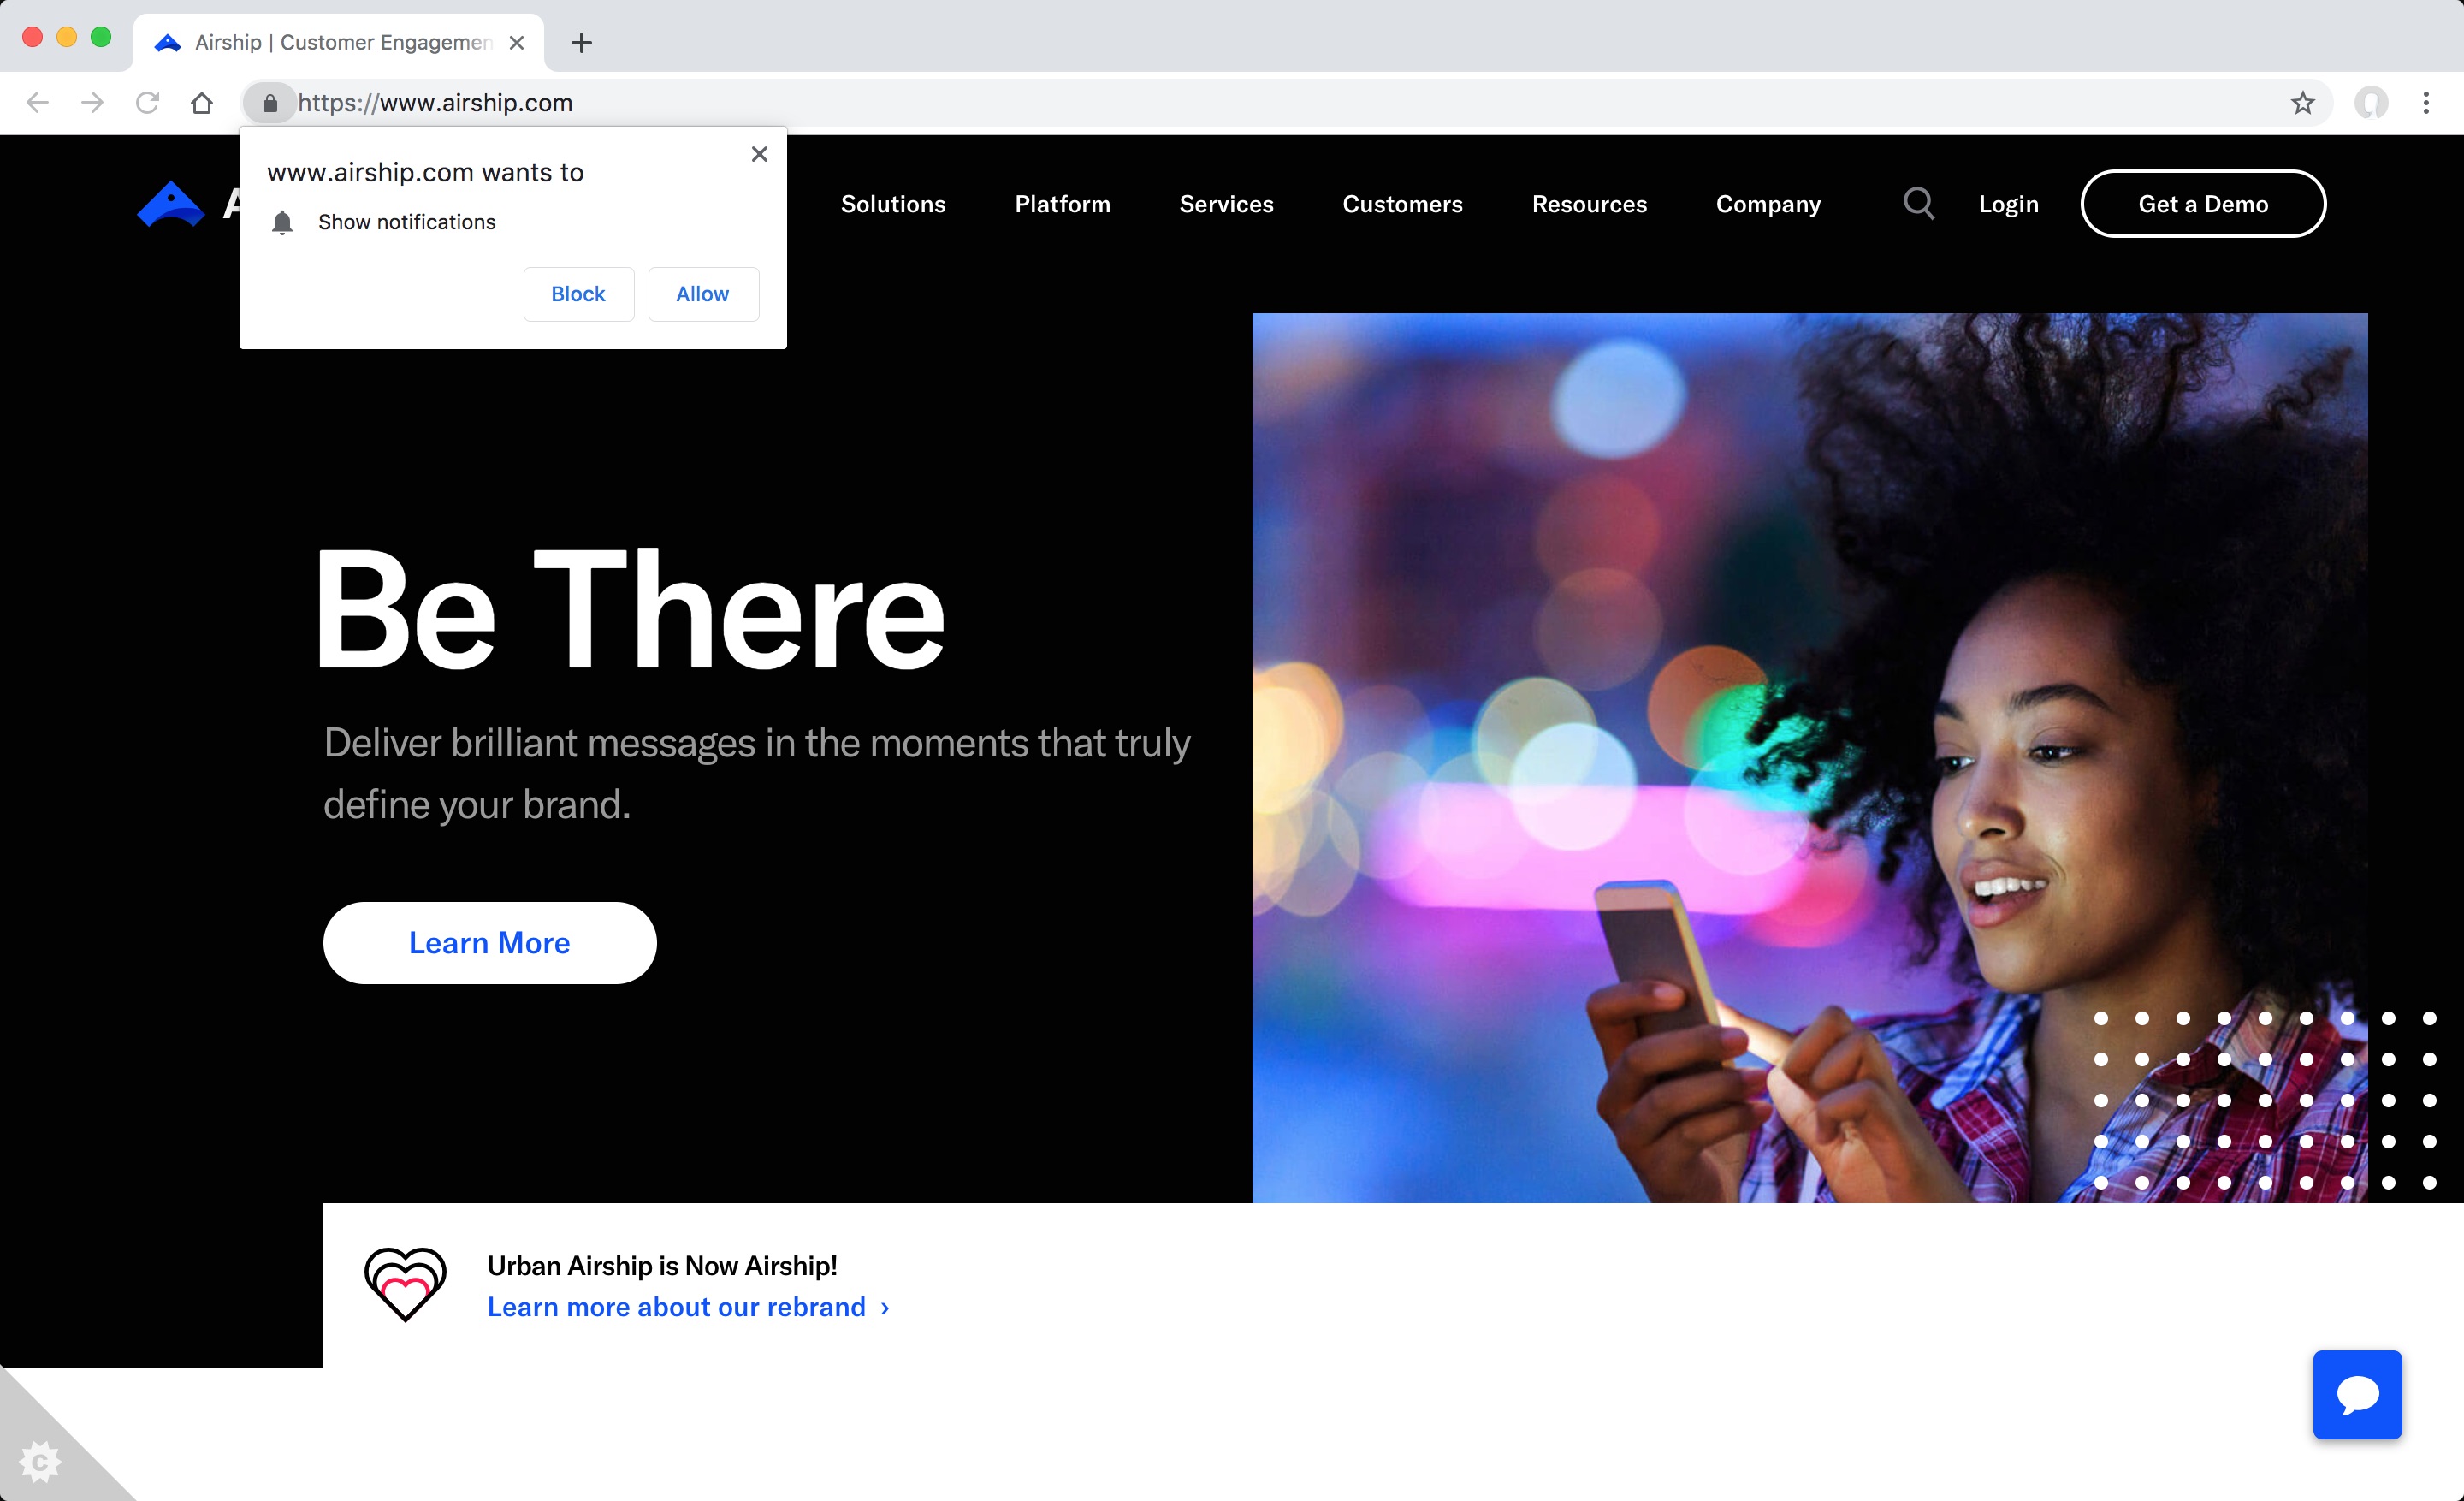 Airship | Customer Engagemen
https://www.airship.com
www.airship.com wants to
Show notifications
Block
Allow
A
Solutions
Platform
Services
Customers
Resources
Company
Login
Get a Demo
Be There
Deliver brilliant messages in the moments that truly
define your brand.
Learn More
Urban Airship is Now Airship!
Learn more about our rebrand ›
C